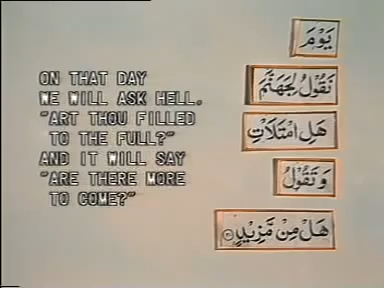 ON THAT DAY
WE WILL ASK HELL,
"ART THOU FILLED
TO THE FULL?"
AND IT WILL SAY
"ARE THERE MORE
TO COME?"
يَوْمَ
نَقُولُ لِجَهَنَّمَ
هَلِ امْتَلَأْتِ
وَتَقُولُ
هَلْ مِنْ مَّزِيدٍ